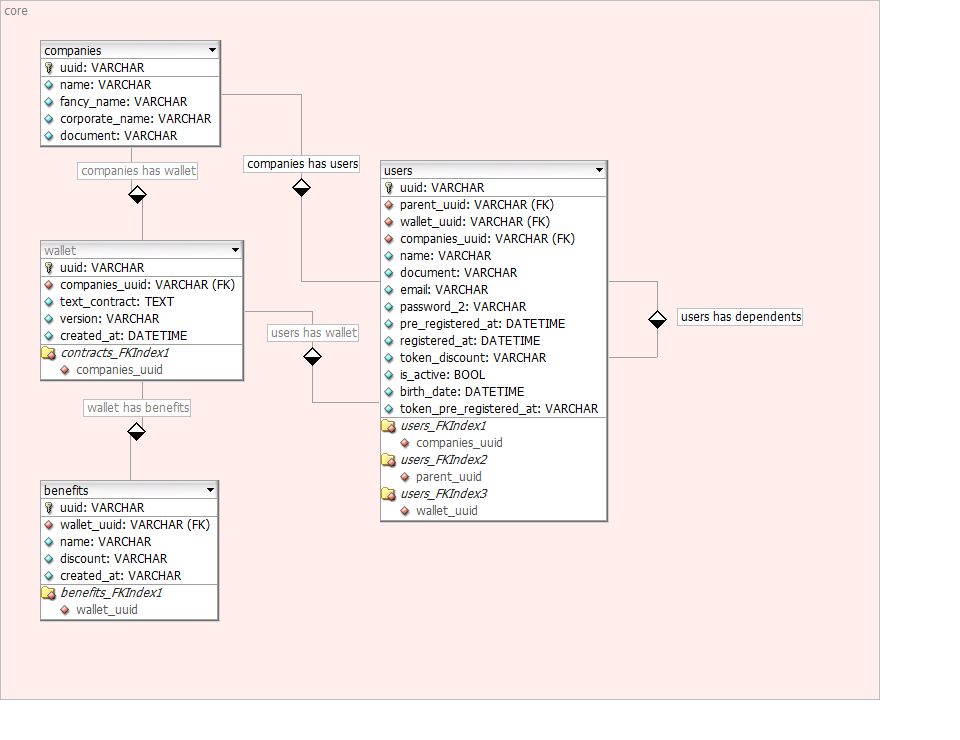 core
companies
uuid: VARCHAR
name: VARCHAR
fancy_name: VARCHAR
corporate_name: VARCHAR
document: VARCHAR
companies has wallet
companies has users
wallet
uuid: VARCHAR
companies_uuid: VARCHAR (FK)
text_contract: TEXT
version: VARCHAR
created_at: DATETIME
contracts_FKIndex1
companies_uuid
users has wallet
wallet has benefits
benefits
uuid: VARCHAR
wallet_uuid: VARCHAR (FK)
name: VARCHAR
discount: VARCHAR
created_at: VARCHAR
benefits_FKIndex1
wallet_uuid
users
uuid: VARCHAR
parent_uuid: VARCHAR (FK)
wallet_uuid: VARCHAR (FK)
companies_uuid: VARCHAR (FK)
name: VARCHAR
document: VARCHAR
email: VARCHAR
password_2: VARCHAR
pre_registered_at: DATETIME
registered_at: DATETIME
token_discount: VARCHAR
is_active: BOOL
birth_date: DATETIME
token_pre_registered_at: VARCHAR
users_FKIndex1
companies_uuid
users_FKIndex2
parent_uuid
users_FKIndex3
wallet_uuid
users has dependents